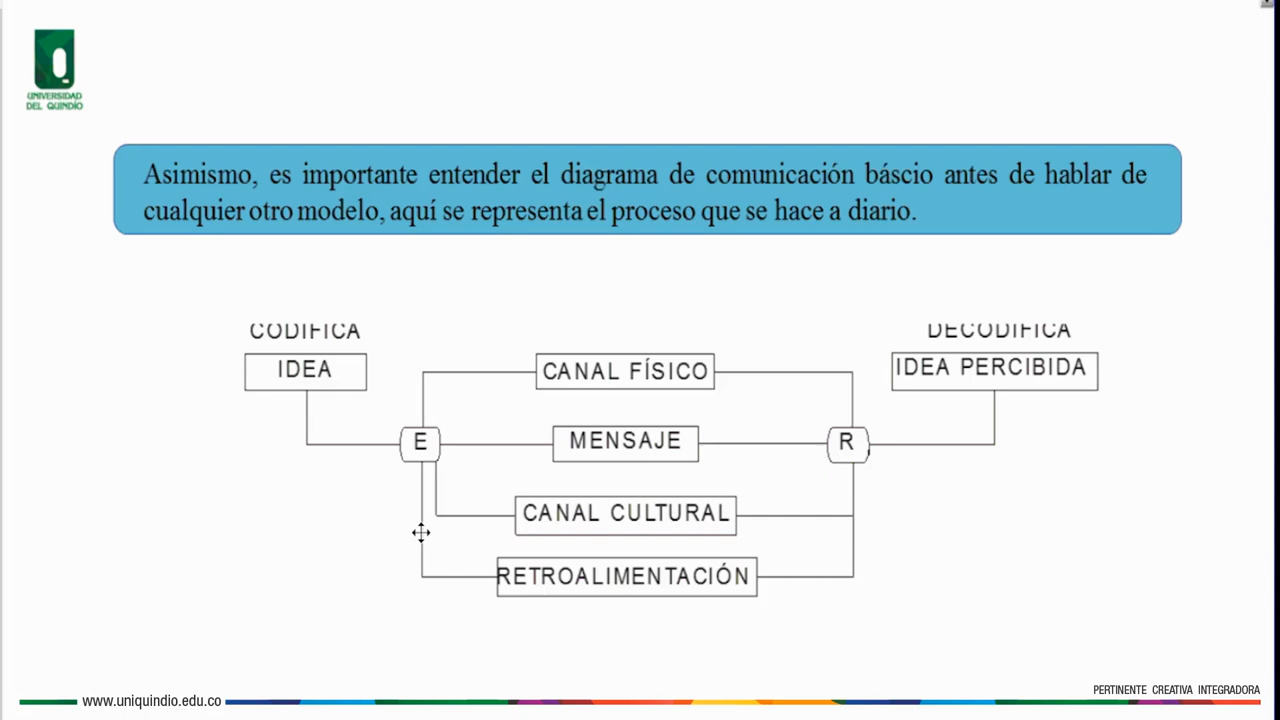 UNIVERSIDAD
DEL QUINDÍO
Asimismo, es importante entender el diagrama de comunicación báscio antes de hablar de
cualquier otro modelo, aquí se representa el proceso que se hace a diario.
CODIFICA
DECODIFICA
IDEA
CANAL FÍSICO
IDEA PERCIBIDA
E
MENSAJE
R
CANAL CULTURAL
RETROALIMENTACIÓN
PERTINENTE CREATIVA INTEGRADORA
www.uniquindio.edu.co